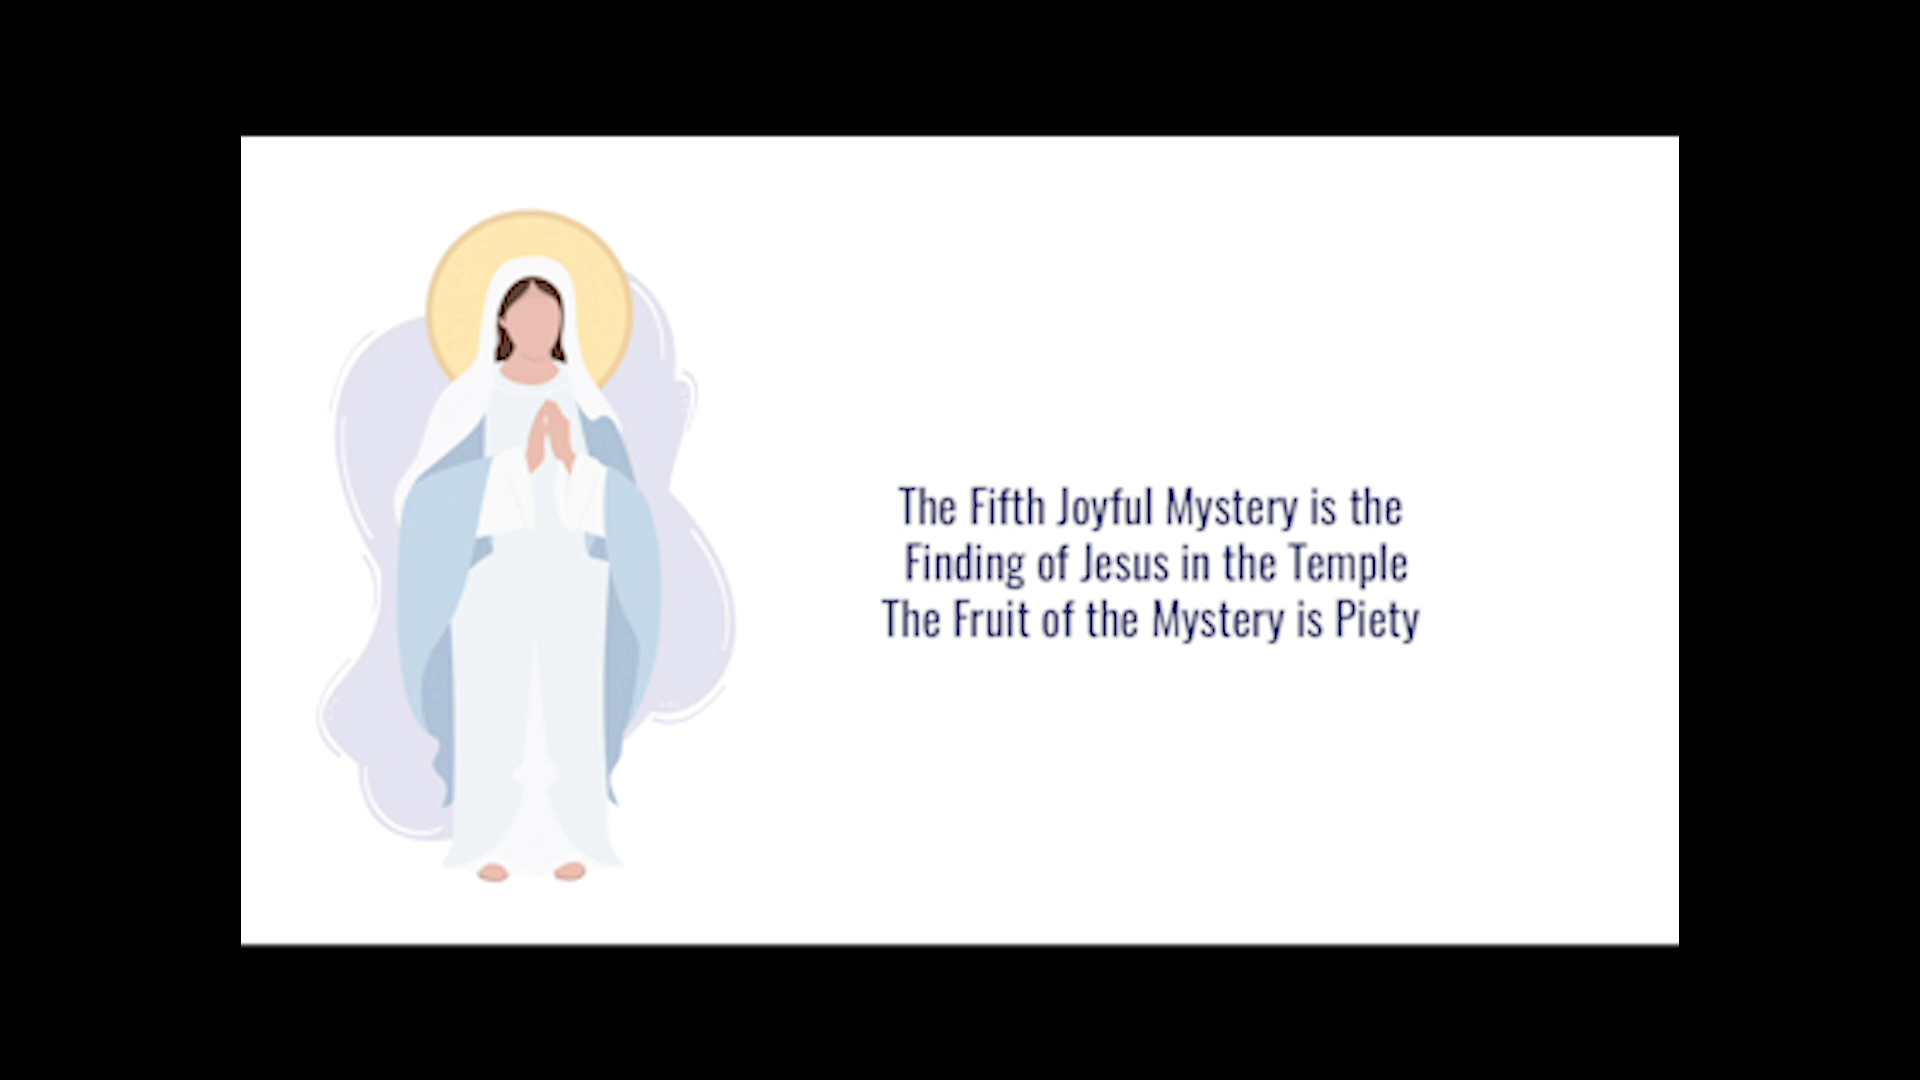 The Fifth Joyful Mystery is the
Finding of Jesus in the Temple
The Fruit of the Mystery is Piety